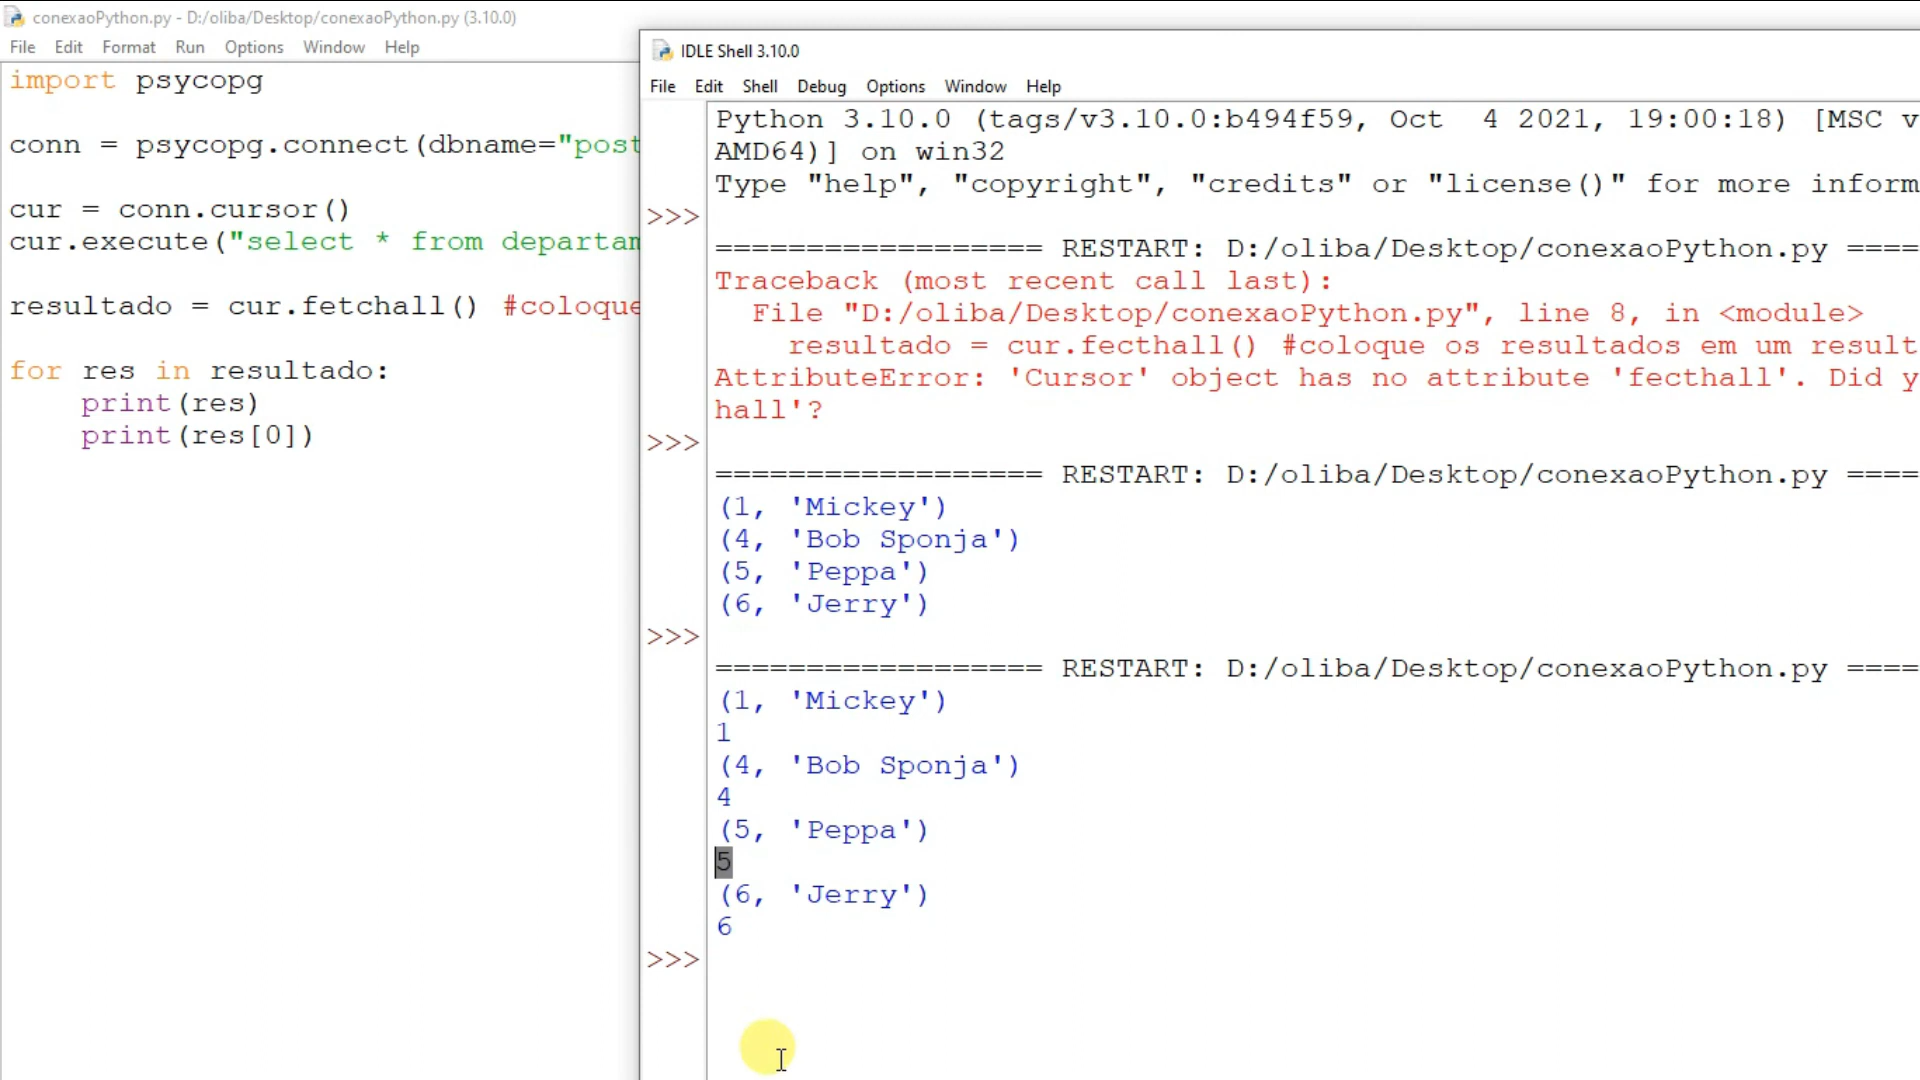 conexaoPython.py - D:/oliba/Desktop/conexaoPython.py (3.10.0)
File Edit Format Run Options Window Help
import psycopg
conn = psycopg.connect(dbname="post
cur = conn.cursor()
cur.execute("select * from departam
resultado = cur.fetchall() #coloque
for res in resultado:
    print(res)
    print(res[0])
IDLE Shell 3.10.0
File Edit Shell Debug Options Window Help
Python 3.10.0 (tags/v3.10.0:b494f59, Oct  4 2021, 19:00:18) [MSC v
AMD64)] on win32
Type "help", "copyright", "credits" or "license()" for more inform
>>>
================== RESTART: D:/oliba/Desktop/conexaoPython.py ====
Traceback (most recent call last):
  File "D:/oliba/Desktop/conexaoPython.py", line 8, in <module>
    resultado = cur.fecthall() #coloque os resultados em um result
AttributeError: 'Cursor' object has no attribute 'fecthall'. Did y
hall'?
>>>
================== RESTART: D:/oliba/Desktop/conexaoPython.py ====
(1, 'Mickey')
(4, 'Bob Sponja')
(5, 'Peppa')
(6, 'Jerry')
>>>
================== RESTART: D:/oliba/Desktop/conexaoPython.py ====
(1, 'Mickey')
1
(4, 'Bob Sponja')
4
(5, 'Peppa')
5
(6, 'Jerry')
6
>>>